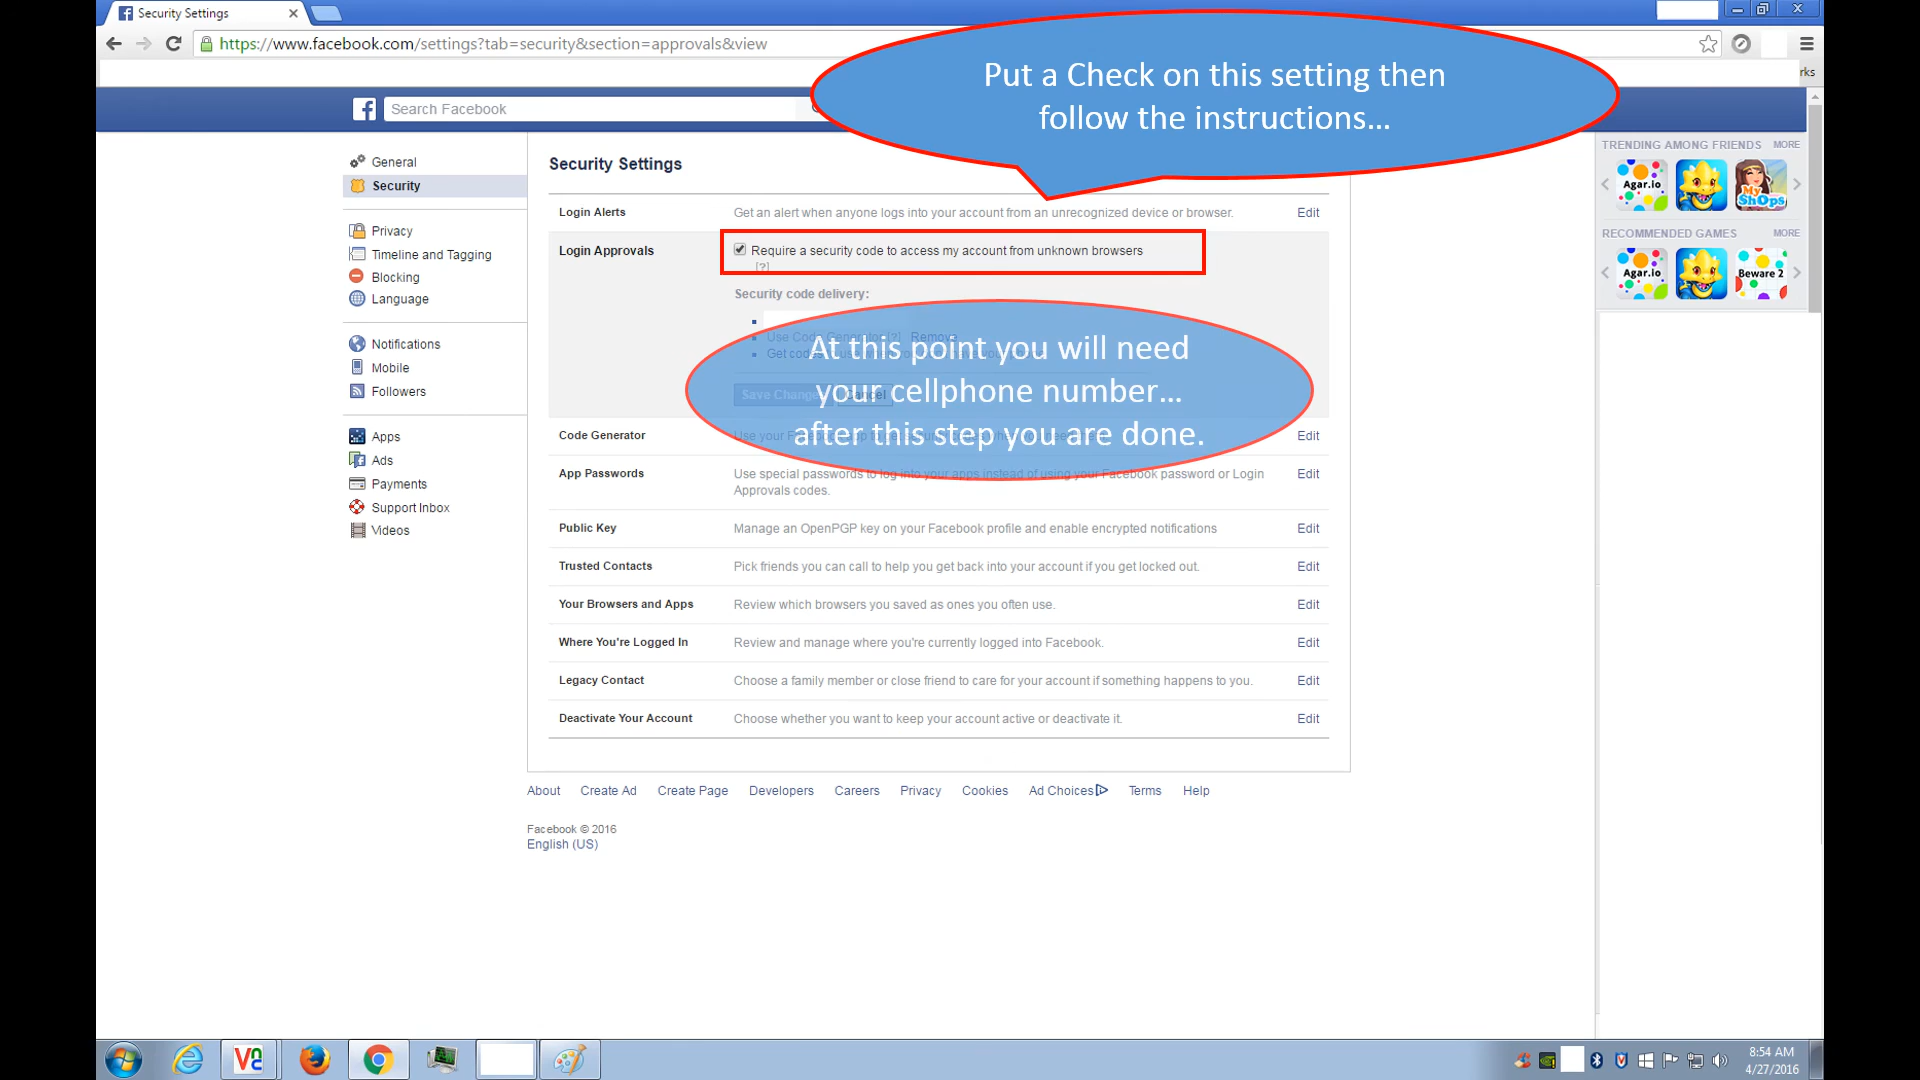 Security Settings
https://www.facebook.com/settings?tab=security&section=approvals&view
Put a Check on this setting then
follow the instructions...
rks
Search Facebook
General
Security
Privacy
Timeline and Tagging
Blocking
Language
Notifications
Mobile
Followers
Apps
Ads
Payments
Support Inbox
Videos
Security Settings
Login Alerts Get an alert when anyone logs into your account from an unrecognized device or browser. Edit
Login Approvals Require a security code to access my account from unknown browsers
[?]
Security code delivery:
Use Code Generator [?] Remove
Get codes
Save Changes Cancel
At this point you will need
your cellphone number...
after this step you are done.
Code Generator Edit
App Passwords Use special passwords to log into your apps instead of using your Facebook password or Login Edit
Approvals codes.
Public Key Manage an OpenPGP key on your Facebook profile and enable encrypted notifications Edit
Trusted Contacts Pick friends you can call to help you get back into your account if you get locked out. Edit
Your Browsers and Apps Review which browsers you saved as ones you often use. Edit
Where You're Logged In Review and manage where you're currently logged into Facebook. Edit
Legacy Contact Choose a family member or close friend to care for your account if something happens to you. Edit
Deactivate Your Account Choose whether you want to keep your account active or deactivate it. Edit
About Create Ad Create Page Developers Careers Privacy Cookies Ad Choices Terms Help
Facebook © 2016
English (US)
TRENDING AMONG FRIENDS MORE
Agar.io My Shops
RECOMMENDED GAMES MORE
Agar.io Beware 2
8:54 AM
4/27/2016